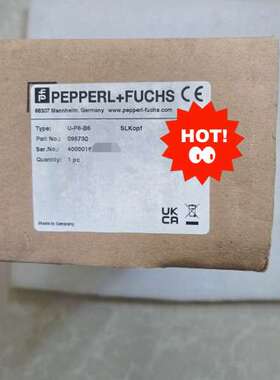 PEPPERL+FUCHS CE
68307 Mannheim, Germany www.pepperl-fuchs.com
Type: U-P6-B6 SLKopf
Part No.: 095730
Ser.No.: 400001
Quantity: 1 pc
HOT!
UK
CA
Made in Germany